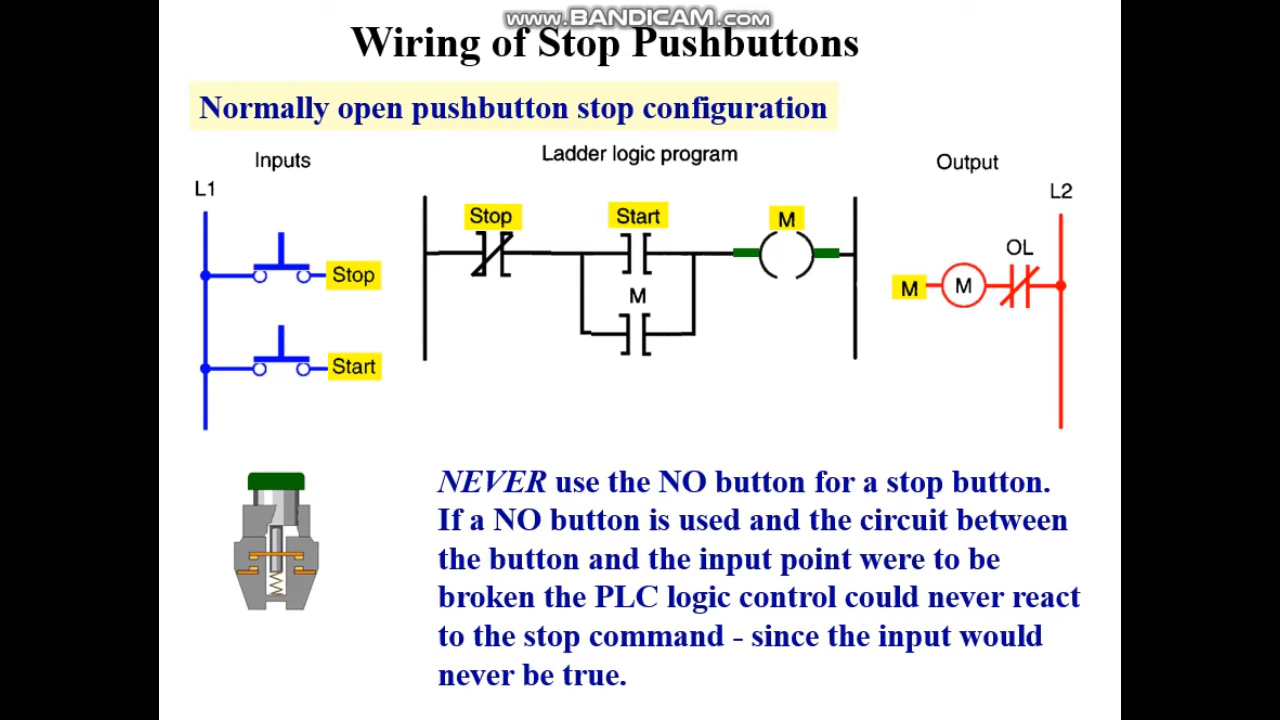 www.BANDICAM.com
Wiring of Stop Pushbuttons
Normally open pushbutton stop configuration
Inputs
Ladder logic program
Output
L1
L2
Stop
Start
M
OL
Stop
M
M
M
Start
NEVER use the NO button for a stop button.
If a NO button is used and the circuit between
the button and the input point were to be
broken the PLC logic control could never react
to the stop command - since the input would
never be true.